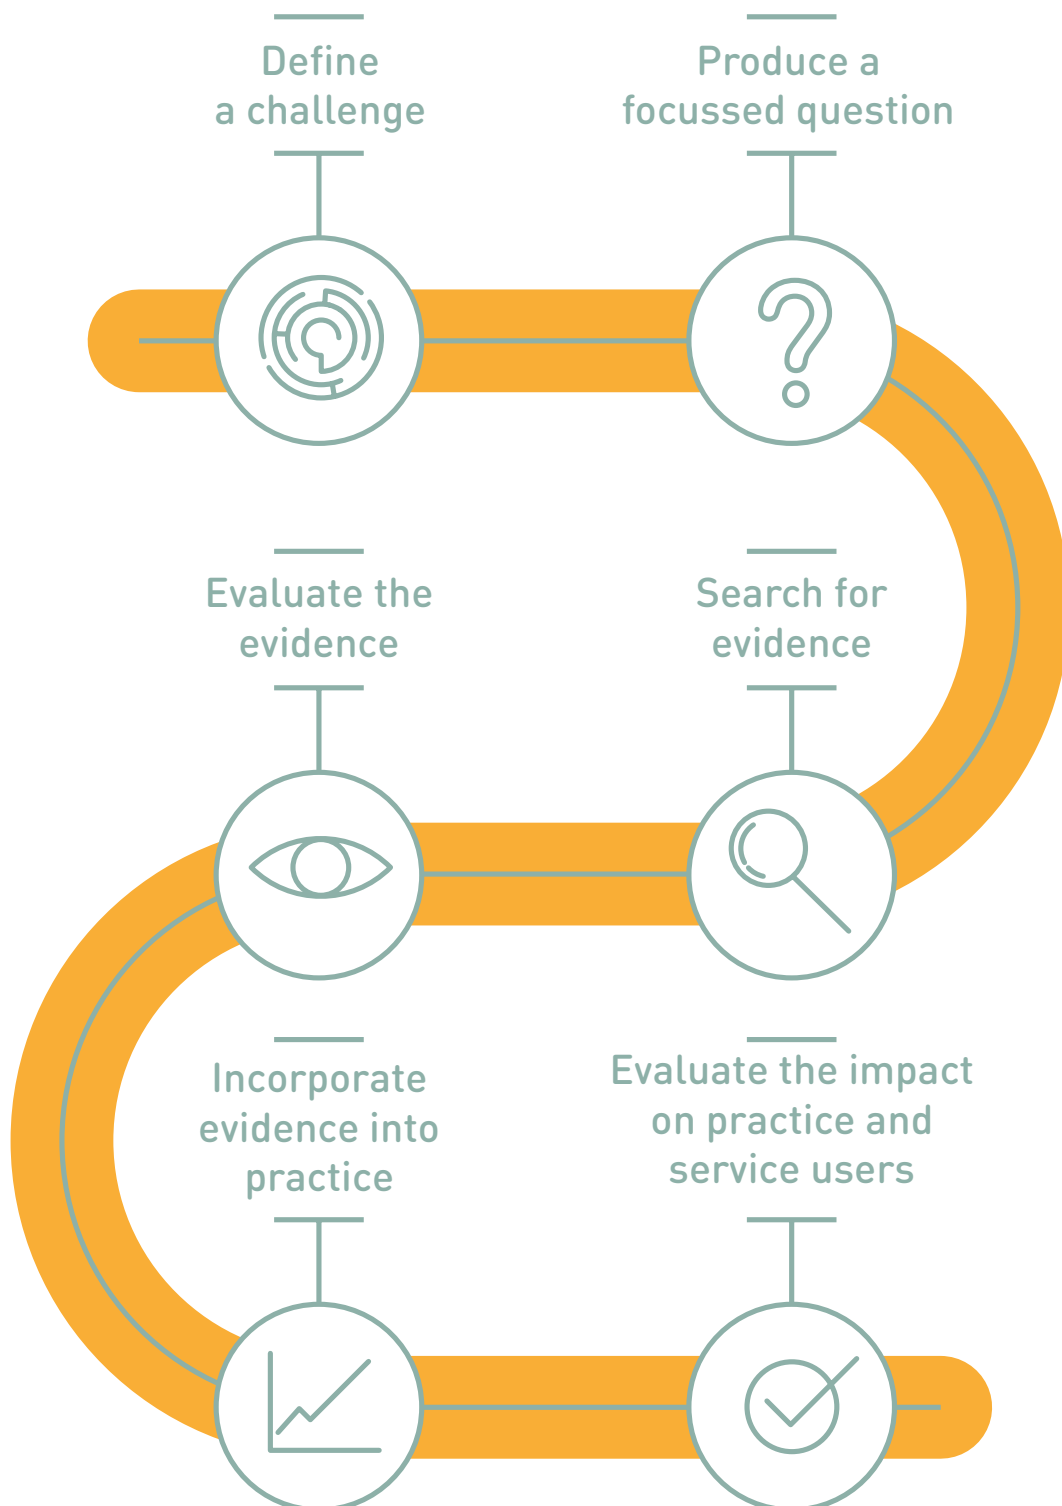 Define
a challenge
Produce a
focussed question
Search for
evidence
Evaluate the
evidence
Incorporate
evidence into
practice
Evaluate the impact
on practice and
service users